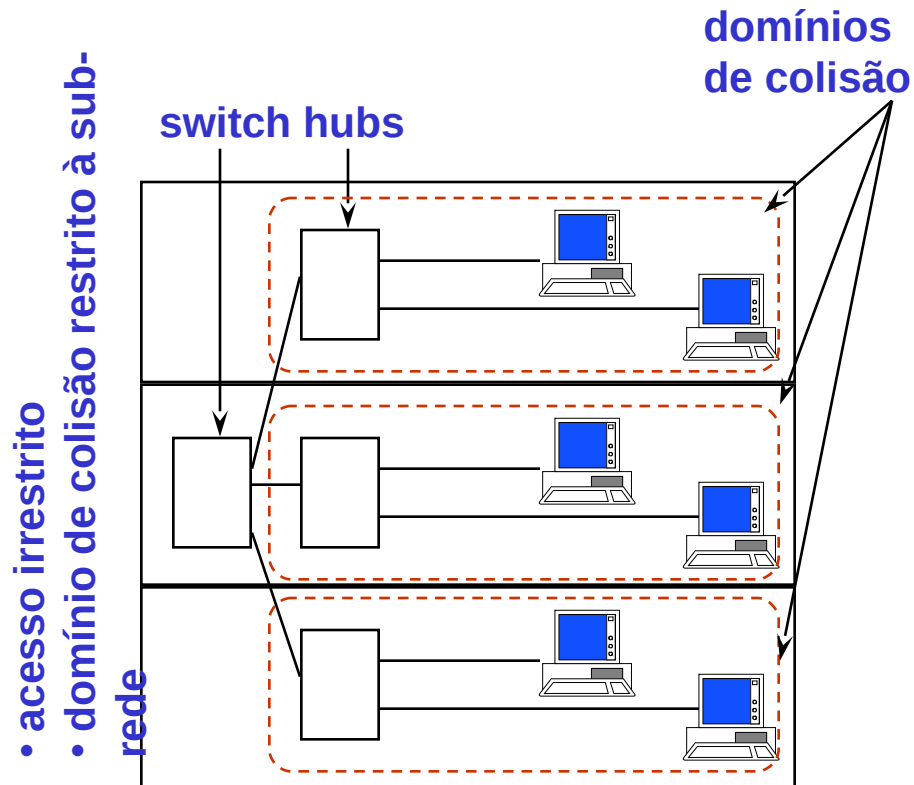 domínios
de colisão
switch hubs
• acesso irrestrito
• domínio de colisão restrito à sub-
rede